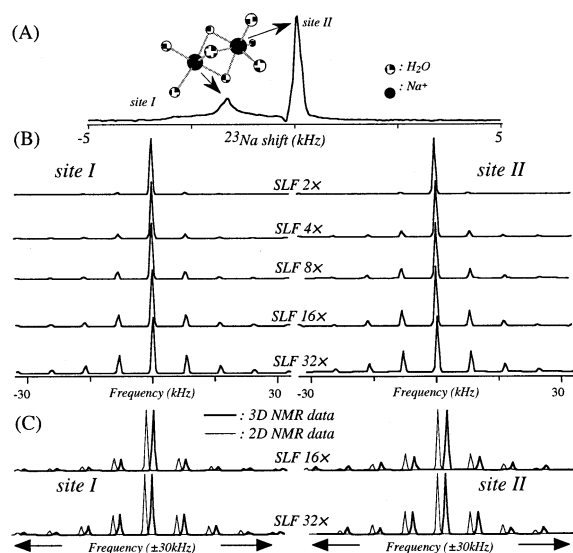 (A)
site II
: H₂O
: Na⁺
site I
-5
23Na shift (kHz)
5
(B)
site I
site II
SLF 2×
SLF 4×
SLF 8×
SLF 16×
SLF 32×
-30
Frequency (kHz)
30
-30
Frequency (kHz)
30
(C)
: 3D NMR data
: 2D NMR data
SLF 16×
site I
site II
SLF 32×
Frequency (±30kHz)
Frequency (±30kHz)